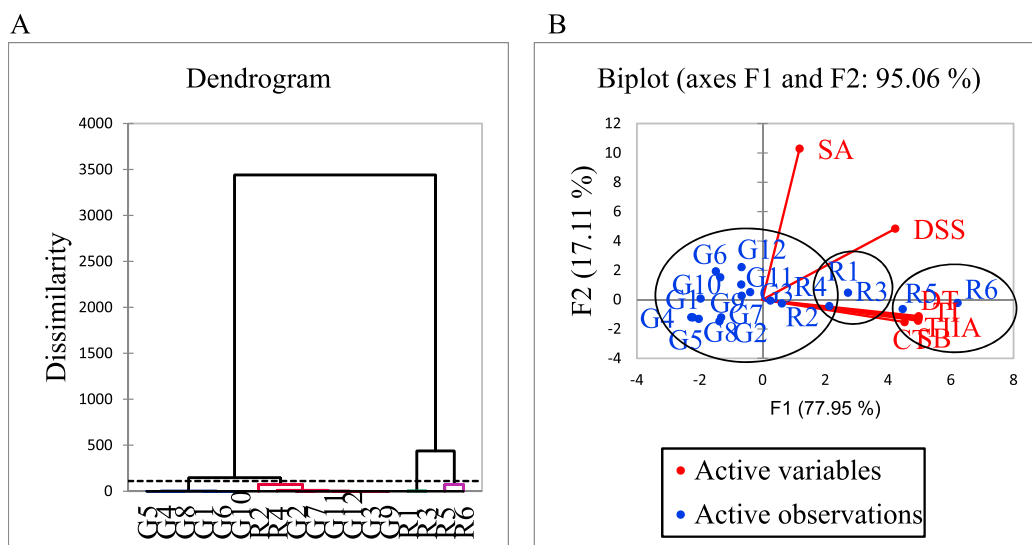 A
Dendrogram
Dissimilarity
4000
3500
3000
2500
2000
1500
1000
500
0
G5
G4
G8
G1
G6
G10
R2
R4
G2
G7
G11
G12
G3
G9
R1
R3
R5
R6
B
Biplot (axes F1 and F2: 95.06 %)
F2 (17.11 %)
12
10
8
6
4
2
0
-2
-4
SA
DSS
G6
G12
G10
G11
R4
R1
R3
G1
G9
G3
G4
G7
R2
G5
G8
G2
R5
R6
DT
CT
SB
-4
-2
0
2
4
6
8
F1 (77.95 %)
Active variables
Active observations